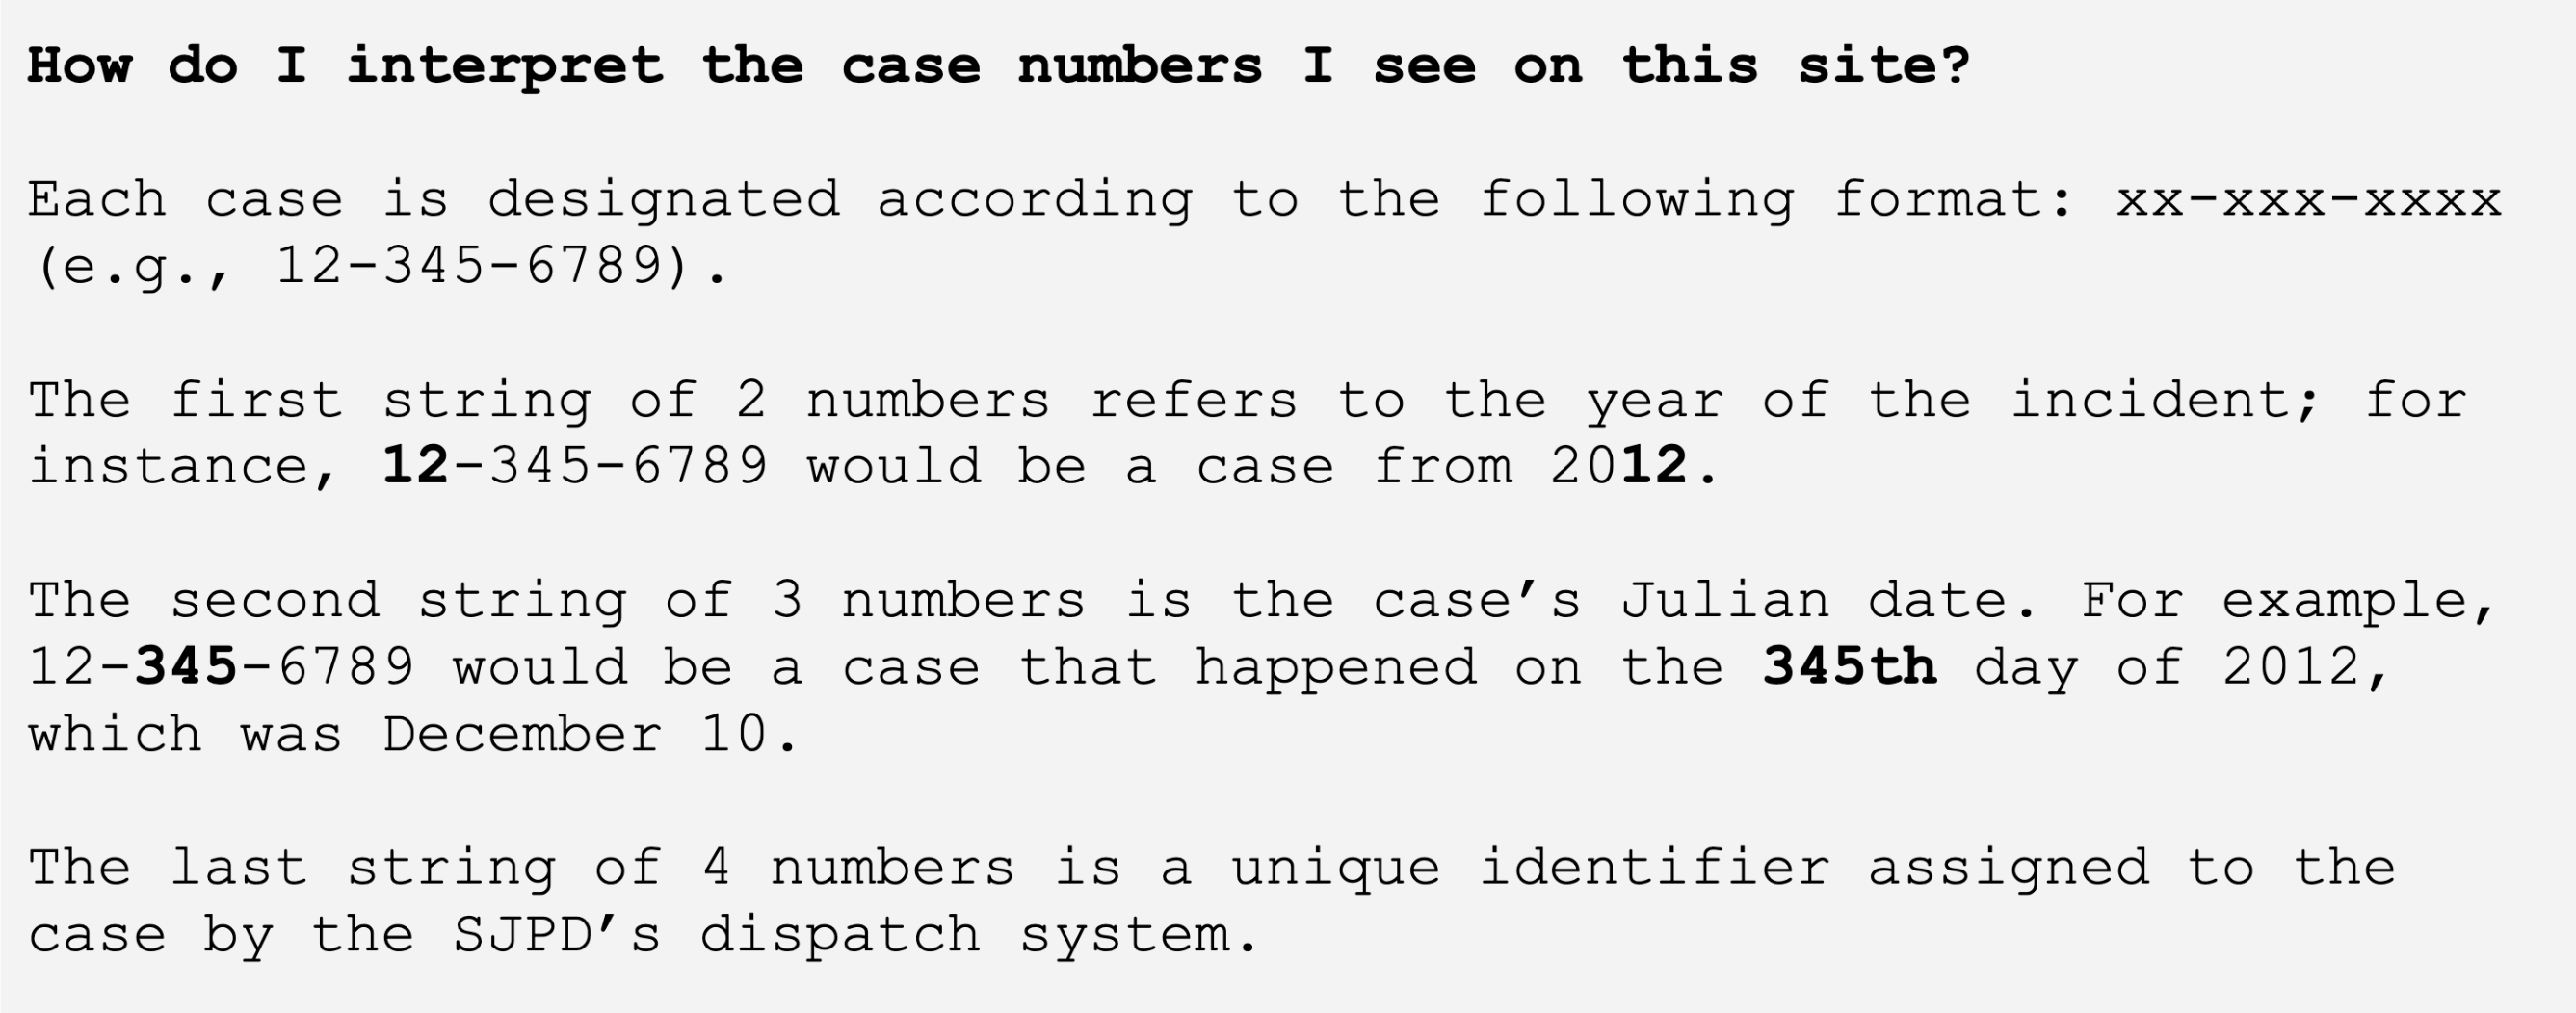 How do I interpret the case numbers I see on this site?
Each case is designated according to the following format: xx-xxx-xxxx
(e.g., 12-345-6789).
The first string of 2 numbers refers to the year of the incident; for
instance, 12-345-6789 would be a case from 2012.
The second string of 3 numbers is the case’s Julian date. For example,
12-345-6789 would be a case that happened on the 345th day of 2012,
which was December 10.
The last string of 4 numbers is a unique identifier assigned to the
case by the SJPD’s dispatch system.